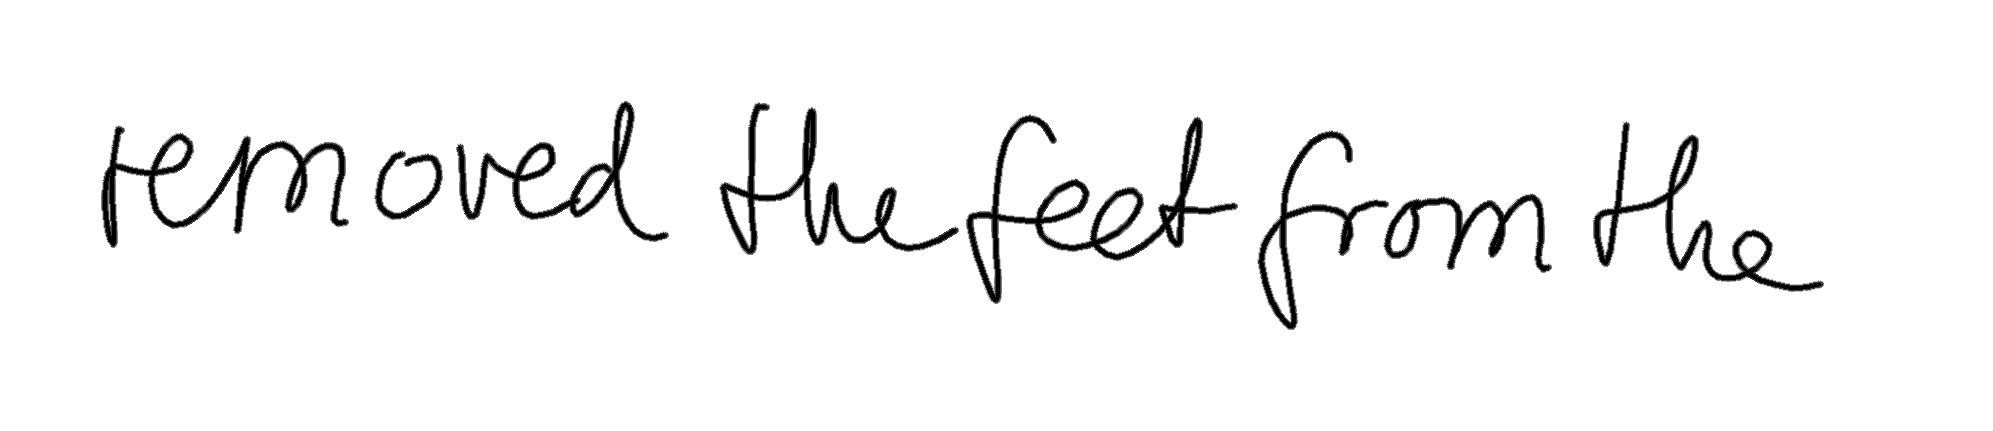 removed the feet from the